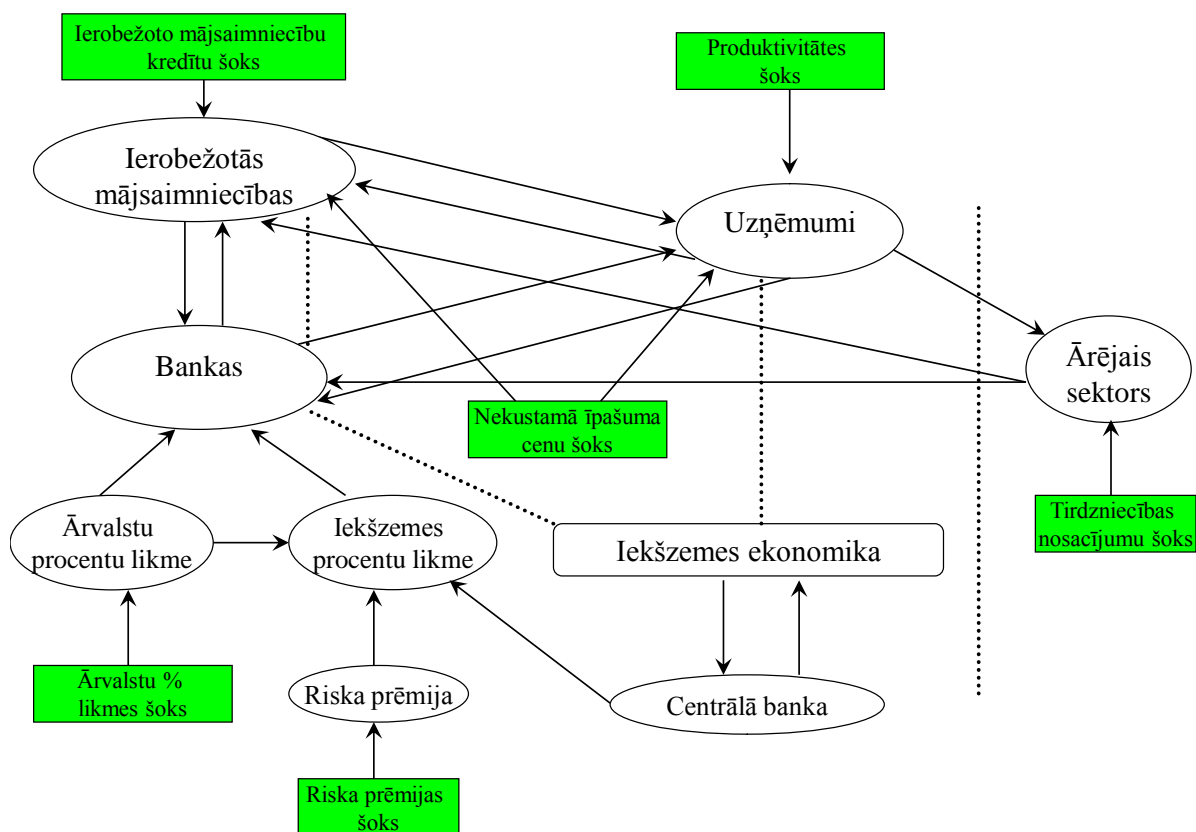 Ierobežoto mājsaimniecību
kredītu šoks
Produktivitātes
šoks
Ierobežotās
mājsaimniecības
Uzņēmumi
Bankas
Ārējais
sektors
Nekustamā īpašuma
cenu šoks
Ārvalstu
procentu likme
Iekšzemes
procentu likme
Iekšzemes ekonomika
Tirdzniecības
nosacījumu šoks
Ārvalstu %
likmes šoks
Riska prēmija
Centrālā banka
Riska prēmijas
šoks